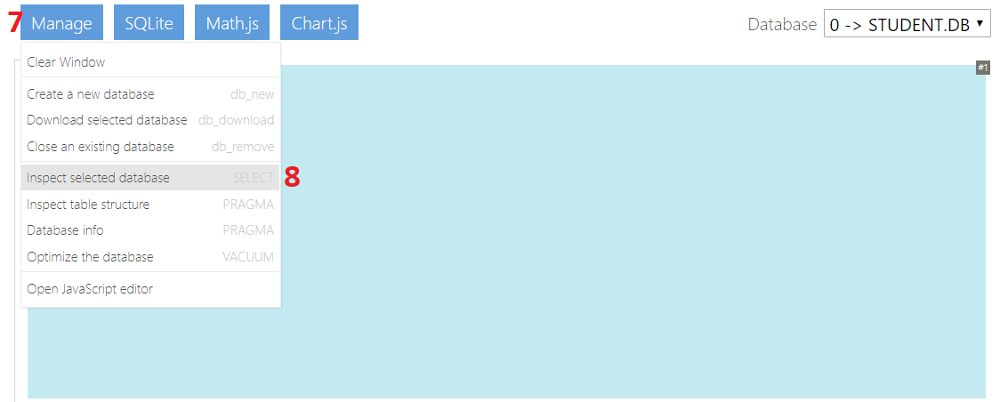 7 Manage SQLite Math.js Chart.js Database 0 -> STUDENT.DB
Clear Window
#1
Create a new database db_new
Download selected database db_download
Close an existing database db_remove
Inspect selected database SELECT 8
Inspect table structure PRAGMA
Database info PRAGMA
Optimize the database VACUUM
Open JavaScript editor